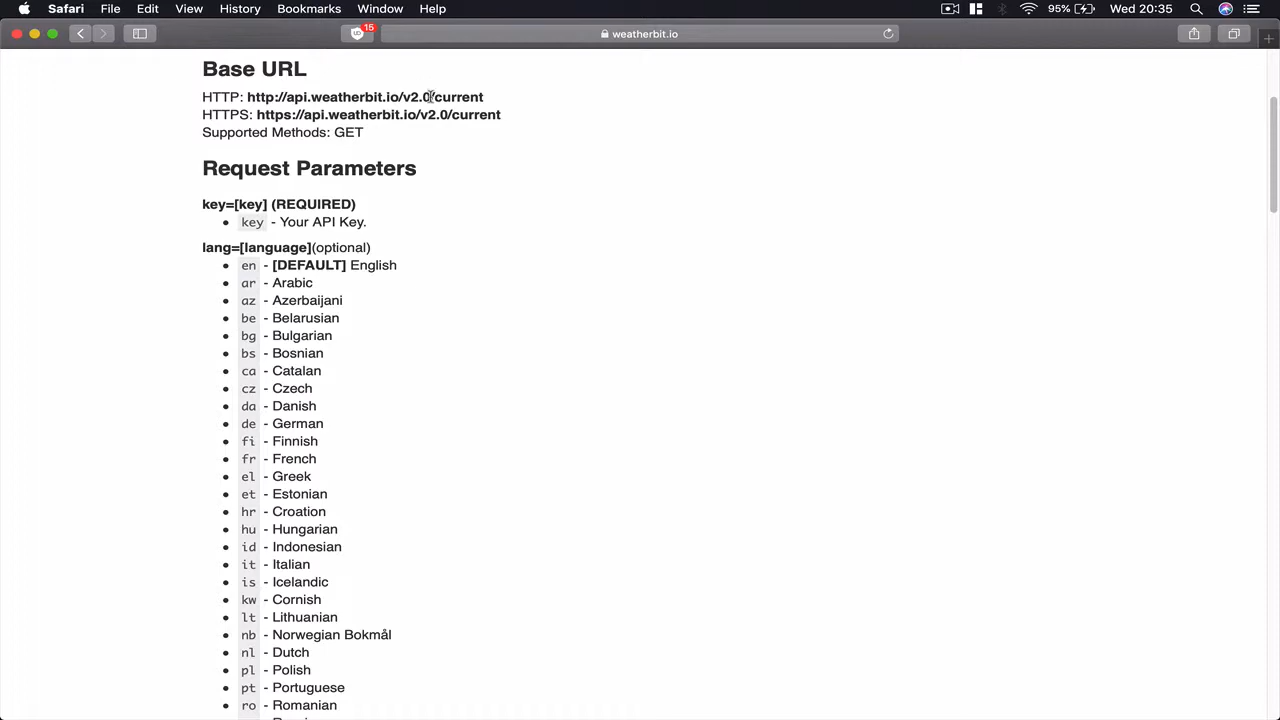 Safari File Edit View History Bookmarks Window Help 95% Wed 20:35
15 weatherbit.io
Base URL
HTTP: http://api.weatherbit.io/v2.0/current
HTTPS: https://api.weatherbit.io/v2.0/current
Supported Methods: GET
Request Parameters
key=[key] (REQUIRED)
key - Your API Key.
lang=[language](optional)
en - [DEFAULT] English
ar - Arabic
az - Azerbaijani
be - Belarusian
bg - Bulgarian
bs - Bosnian
ca - Catalan
cz - Czech
da - Danish
de - German
fi - Finnish
fr - French
el - Greek
et - Estonian
hr - Croation
hu - Hungarian
id - Indonesian
it - Italian
is - Icelandic
kw - Cornish
lt - Lithuanian
nb - Norwegian Bokmål
nl - Dutch
pl - Polish
pt - Portuguese
ro - Romanian